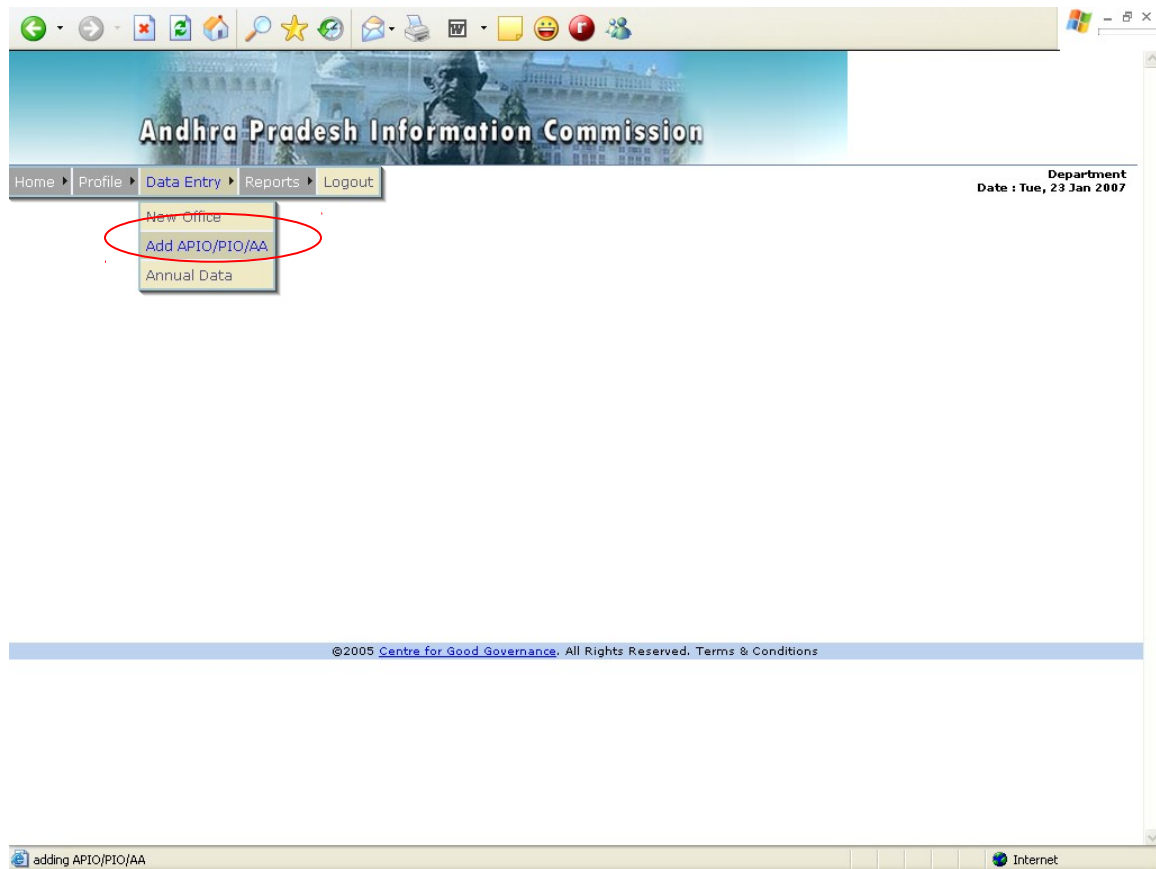 Andhra Pradesh Information Commission
Home Profile Data Entry Reports Logout
Department
Date : Tue, 23 Jan 2007
New Office
Add APIO/PIO/AA
Annual Data
©2005 Centre for Good Governance. All Rights Reserved. Terms & Conditions
adding APIO/PIO/AA
Internet